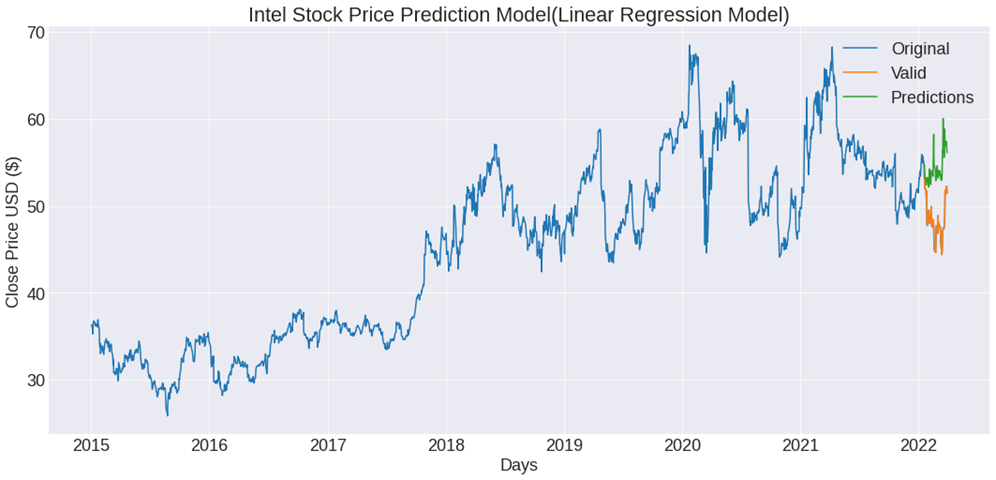 Intel Stock Price Prediction Model(Linear Regression Model)
Original
Valid
Predictions
Close Price USD ($)
70
60
50
40
30
2015 2016 2017 2018 2019 2020 2021 2022
Days